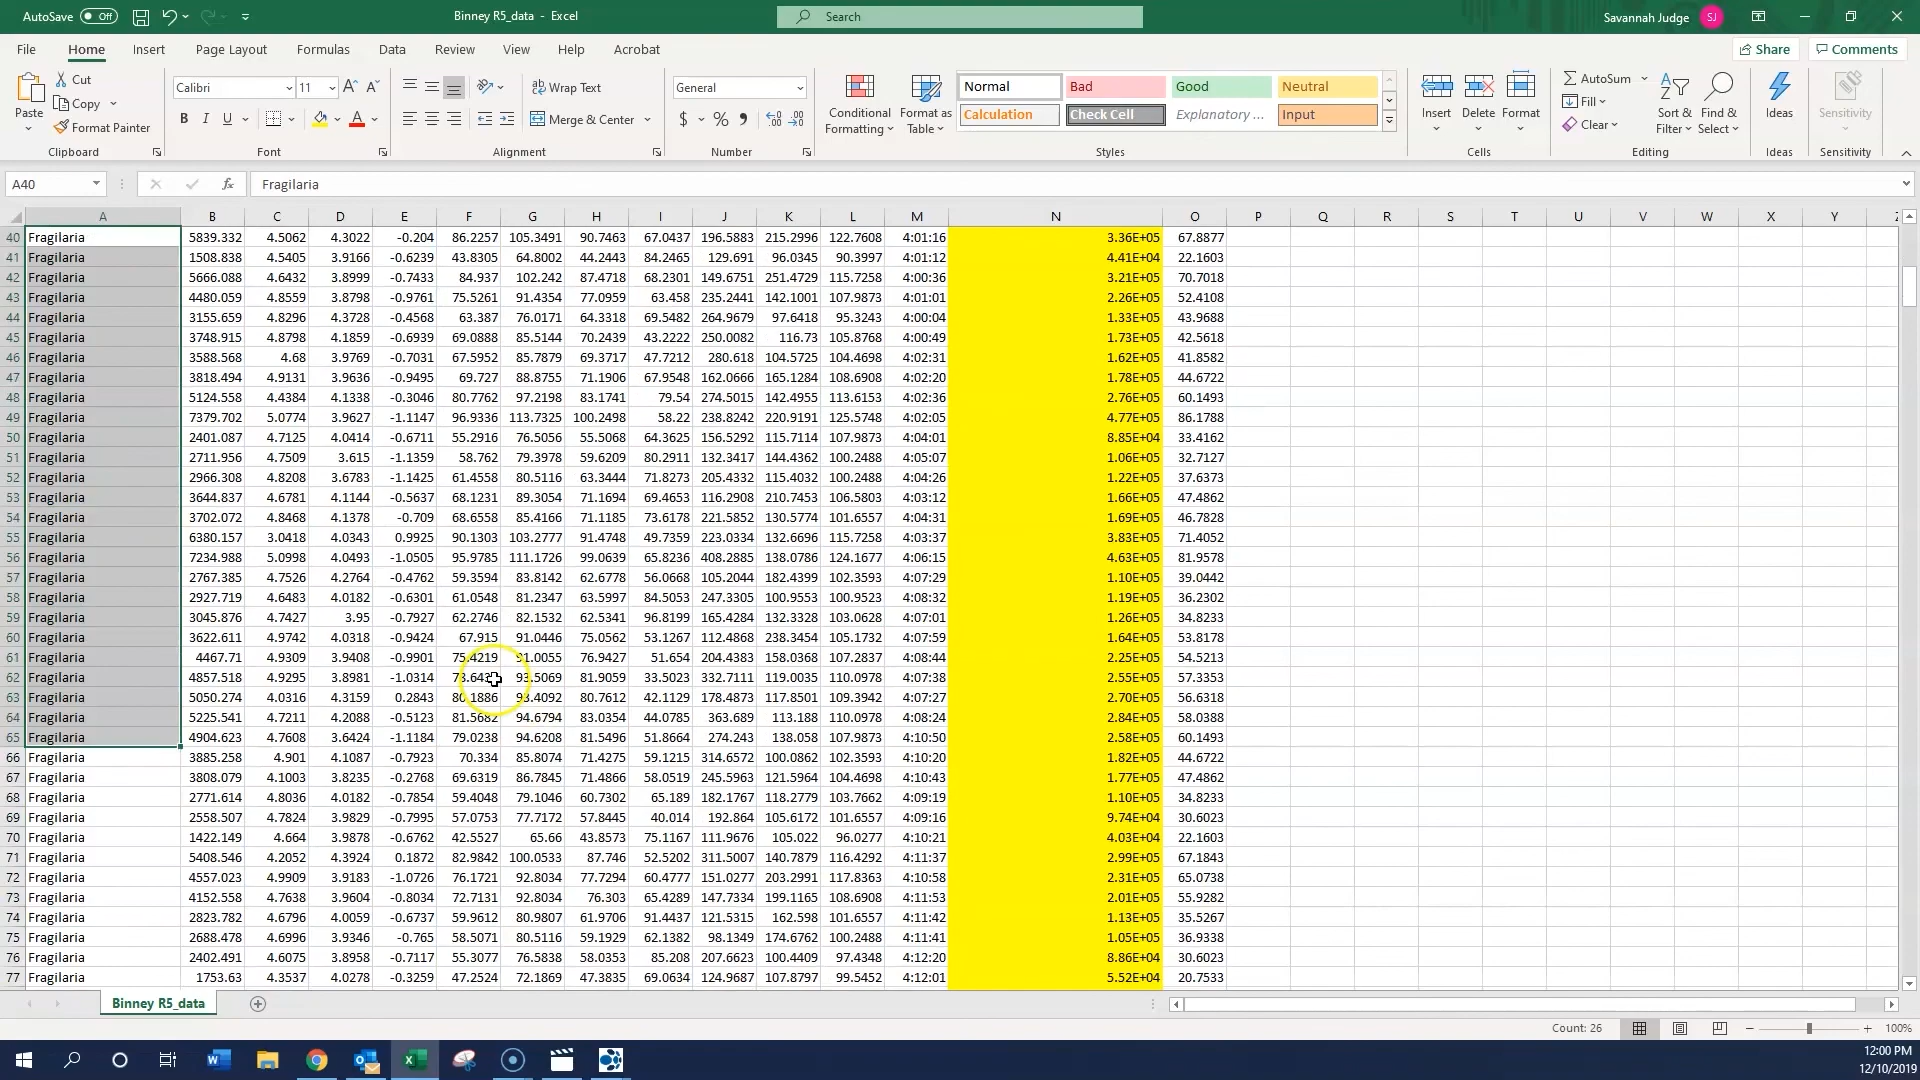 AutoSave Off Binney R5_data - Excel Search Savannah Judge SJ
File Home Insert Page Layout Formulas Data Review View Help Acrobat Share Comments
Paste Cut Copy Format Painter Clipboard
Calibri 11 A A B I U A Font
Wrap Text Merge & Center Alignment
General $ % , Number
Conditional Formatting Format as Table
Normal Bad Good Neutral
Calculation Check Cell Explanatory ... Input
Styles
Insert Delete Format Cells
AutoSum Fill Clear Sort & Filter Find & Select Editing
Ideas Ideas
Sensitivity Sensitivity
A40 fx Fragilaria
A B C D E F G H I J K L M N O P Q R S T U V W X Y
40 Fragilaria 5839.332 4.5062 4.3022 -0.204 86.2257 105.3491 90.7463 67.0437 196.5883 215.2996 122.7608 4:01:16 3.36E+05 67.8877
41 Fragilaria 1508.838 4.5405 3.9166 -0.6239 43.8305 64.8002 44.2443 84.2465 129.691 96.0345 90.3997 4:01:12 4.41E+04 22.1603
42 Fragilaria 5666.088 4.6432 3.8999 -0.7433 84.937 102.242 87.4718 68.2301 149.6751 251.4729 115.7258 4:00:36 3.21E+05 70.7018
43 Fragilaria 4480.059 4.8559 3.8798 -0.9761 75.5261 91.4354 77.0959 63.458 235.2441 142.1001 107.9873 4:01:01 2.26E+05 52.4108
44 Fragilaria 3155.659 4.8296 4.3728 -0.4568 63.387 76.0171 64.3318 69.5482 264.9679 97.6418 95.3243 4:00:04 1.33E+05 43.9688
45 Fragilaria 3748.915 4.8798 4.1859 -0.6939 69.0888 85.5144 70.2439 43.2222 250.0082 116.73 105.8768 4:00:49 1.73E+05 42.5618
46 Fragilaria 3588.568 4.68 3.9769 -0.7031 67.5952 85.7879 69.3717 47.7212 280.618 104.5725 104.4698 4:02:31 1.62E+05 41.8582
47 Fragilaria 3818.494 4.9131 3.9636 -0.9495 69.727 88.8755 71.1906 67.9548 162.0666 165.1284 108.6908 4:02:20 1.78E+05 44.6722
48 Fragilaria 5124.558 4.4384 4.1338 -0.3046 80.7762 97.2198 83.1741 79.54 274.5015 142.4955 113.6153 4:02:36 2.76E+05 60.1493
49 Fragilaria 7379.702 5.0774 3.9627 -1.1147 96.9336 113.7325 100.2498 58.22 238.8242 220.9191 125.5748 4:02:05 4.77E+05 86.1788
50 Fragilaria 2401.087 4.7125 4.0414 -0.6711 55.2916 76.5056 55.5068 64.3625 156.5292 115.7114 107.9873 4:04:01 8.85E+04 33.4162
51 Fragilaria 2711.956 4.7509 3.615 -1.1359 58.762 79.3978 59.6209 80.2911 132.3417 144.4362 100.2488 4:05:07 1.06E+05 32.7127
52 Fragilaria 2966.308 4.8208 3.6783 -1.1425 61.4558 80.5116 63.3444 71.8273 205.4332 115.4032 100.2488 4:04:26 1.22E+05 37.6373
53 Fragilaria 3644.837 4.6781 4.1144 -0.5637 68.1231 89.3054 71.1694 69.4653 116.2908 210.7453 106.5803 4:03:12 1.66E+05 47.4862
54 Fragilaria 3702.072 4.8468 4.1378 -0.709 68.6558 85.4166 71.1185 73.6178 221.5852 130.5774 101.6557 4:04:31 1.69E+05 46.7828
55 Fragilaria 6380.157 3.0418 4.0343 0.9925 90.1303 103.2777 91.4748 49.7359 223.0334 132.6696 115.7258 4:03:37 3.83E+05 71.4052
56 Fragilaria 7234.988 5.0998 4.0493 -1.0505 95.9785 111.1726 99.0639 65.8236 408.2885 138.0786 124.1677 4:06:15 4.63E+05 81.9578
57 Fragilaria 2767.385 4.7526 4.2764 -0.4762 59.3594 83.8142 62.6778 56.0668 105.2044 182.4399 102.3593 4:07:29 1.10E+05 39.0442
58 Fragilaria 2927.719 4.6483 4.0182 -0.6301 61.0548 81.2347 63.5997 84.5053 247.3305 100.9553 100.9523 4:08:32 1.19E+05 36.2302
59 Fragilaria 3045.876 4.7427 3.95 -0.7927 62.2746 82.1532 62.5341 96.8199 165.4284 132.3328 103.0628 4:07:01 1.26E+05 34.8233
60 Fragilaria 3622.611 4.9742 4.0318 -0.9424 67.915 91.0446 75.0562 53.1267 112.4868 238.3454 105.1732 4:07:59 1.64E+05 53.8178
61 Fragilaria 4467.71 4.9309 3.9408 -0.9901 75.4219 91.0055 76.9427 51.654 204.4383 158.0368 107.2837 4:08:44 2.25E+05 54.5213
62 Fragilaria 4857.518 4.9295 3.8981 -1.0314 93.5069 81.9059 33.5023 332.7111 119.0035 110.0978 4:07:38 2.55E+05 57.3353
63 Fragilaria 5050.274 4.0316 4.3159 0.2843 80.1886 93.4092 80.7612 42.1129 178.4873 117.8501 109.3942 4:07:27 2.70E+05 56.6318
64 Fragilaria 5225.541 4.7211 4.2088 -0.5123 81.5682 94.6794 83.0354 44.0785 363.689 113.188 110.0978 4:08:24 2.84E+05 58.0388
65 Fragilaria 4904.623 4.7608 3.6424 -1.1184 79.0238 94.6208 81.5496 51.8664 274.243 138.058 107.9873 4:10:50 2.58E+05 60.1493
66 Fragilaria 3885.258 4.901 4.1087 -0.7923 70.334 85.8074 71.4275 59.1215 314.6572 100.0862 102.3593 4:10:20 1.82E+05 44.6722
67 Fragilaria 3808.079 4.1003 3.8235 -0.2768 69.6319 86.7845 71.4866 58.0519 245.5963 121.5964 104.4698 4:10:43 1.77E+05 47.4862
68 Fragilaria 2771.614 4.8036 4.0182 -0.7854 59.4048 79.1046 60.7302 65.189 182.1767 118.2779 103.7662 4:09:19 1.10E+05 34.8233
69 Fragilaria 2558.507 4.7824 3.9829 -0.7995 57.0753 77.7172 57.8445 40.014 192.864 105.6172 101.6557 4:09:16 9.74E+04 30.6023
70 Fragilaria 1422.149 4.664 3.9878 -0.6762 42.5527 65.66 43.8573 75.1167 111.9676 105.022 96.0277 4:10:21 4.03E+04 22.1603
71 Fragilaria 5408.546 4.2052 4.3924 0.1872 82.9842 100.0533 87.746 52.5202 311.5007 140.7879 116.4292 4:11:37 2.99E+05 67.1843
72 Fragilaria 4557.023 4.9909 3.9183 -1.0726 76.1721 92.8034 77.7294 60.4777 151.0277 203.2991 117.8363 4:10:58 2.31E+05 65.0738
73 Fragilaria 4152.558 4.7638 3.9604 -0.8034 72.7131 92.8034 76.303 65.4289 147.7334 199.1165 108.6908 4:11:53 2.01E+05 55.9282
74 Fragilaria 2823.782 4.6796 4.0059 -0.6737 59.9612 80.9807 61.9706 91.4437 121.5315 162.598 101.6557 4:11:42 1.13E+05 35.5267
75 Fragilaria 2688.478 4.6996 3.9346 -0.765 58.5071 80.5116 59.1929 62.1382 98.1349 174.6762 100.2488 4:11:41 1.05E+05 36.9338
76 Fragilaria 2402.491 4.6075 3.8958 -0.7117 55.3077 76.5838 58.0353 85.208 207.6623 100.4409 97.4348 4:12:20 8.86E+04 30.6023
77 Fragilaria 1753.63 4.3537 4.0278 -0.3259 47.2524 72.1869 47.3835 69.0634 124.9687 107.8797 99.5452 4:12:01 5.52E+04 20.7533
Binney R5_data
Count: 26 100%
12:00 PM
12/10/2019